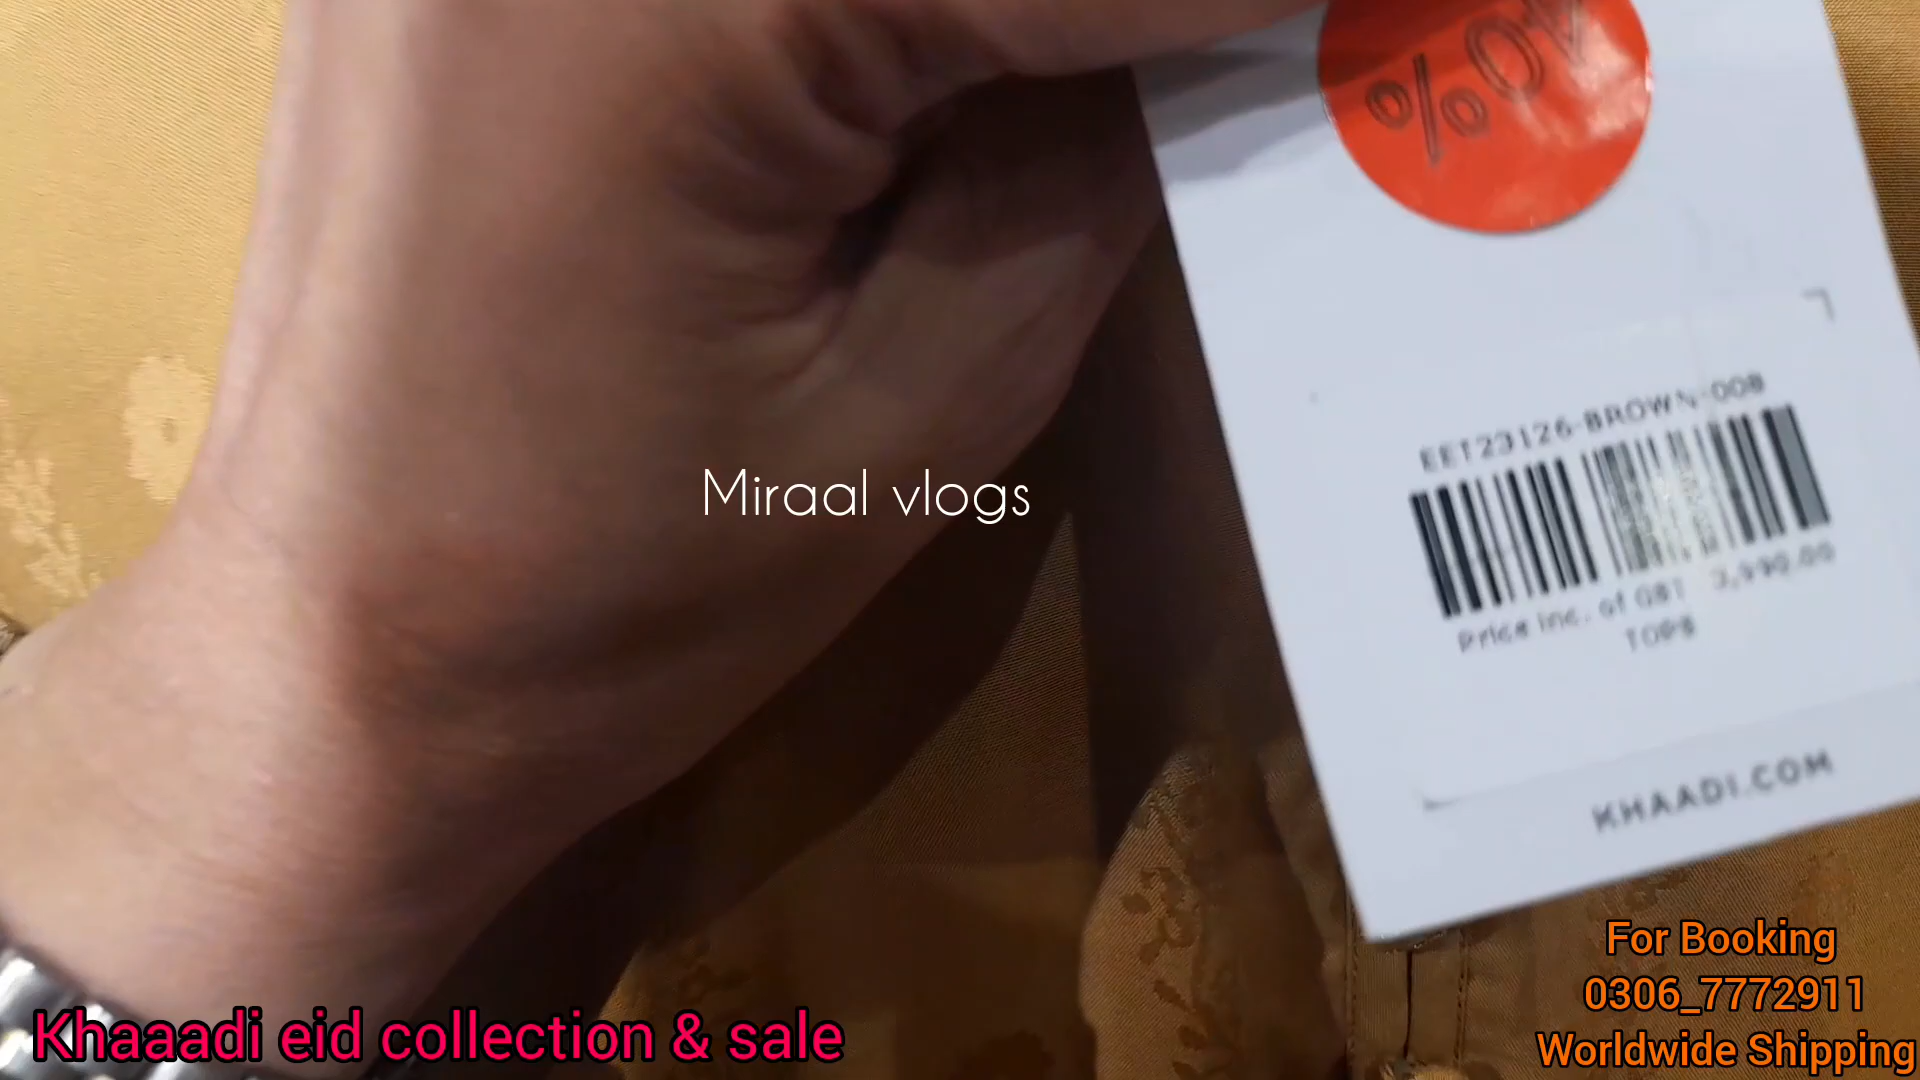 40%
EET23126-BROWN-008
Price inc. of GST 3,990.00
TOPS
KHAADI.COM
Miraal vlogs
Khaaadi eid collection & sale
For Booking
0306_7772911
Worldwide Shipping